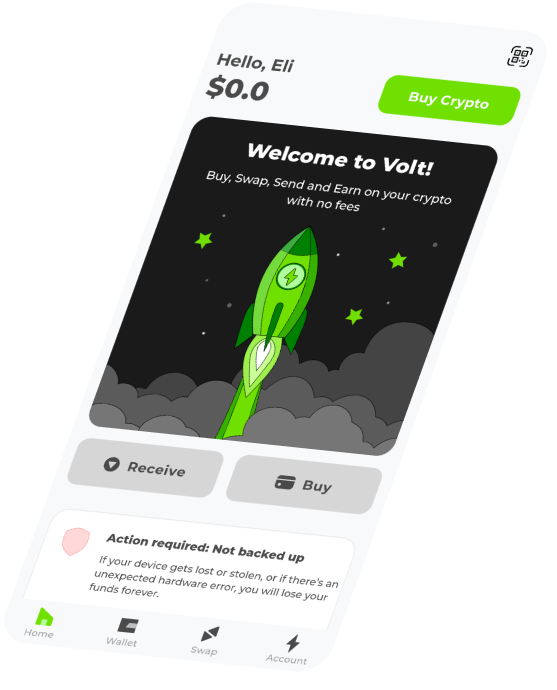 Hello, Eli
$0.0
Buy Crypto
Welcome to Volt!
Buy, Swap, Send and Earn on your crypto
with no fees
Receive
Buy
Action required: Not backed up
If your device gets lost or stolen, or if there's an
unexpected hardware error, you will lose your
funds forever.
Home
Wallet
Swap
Account